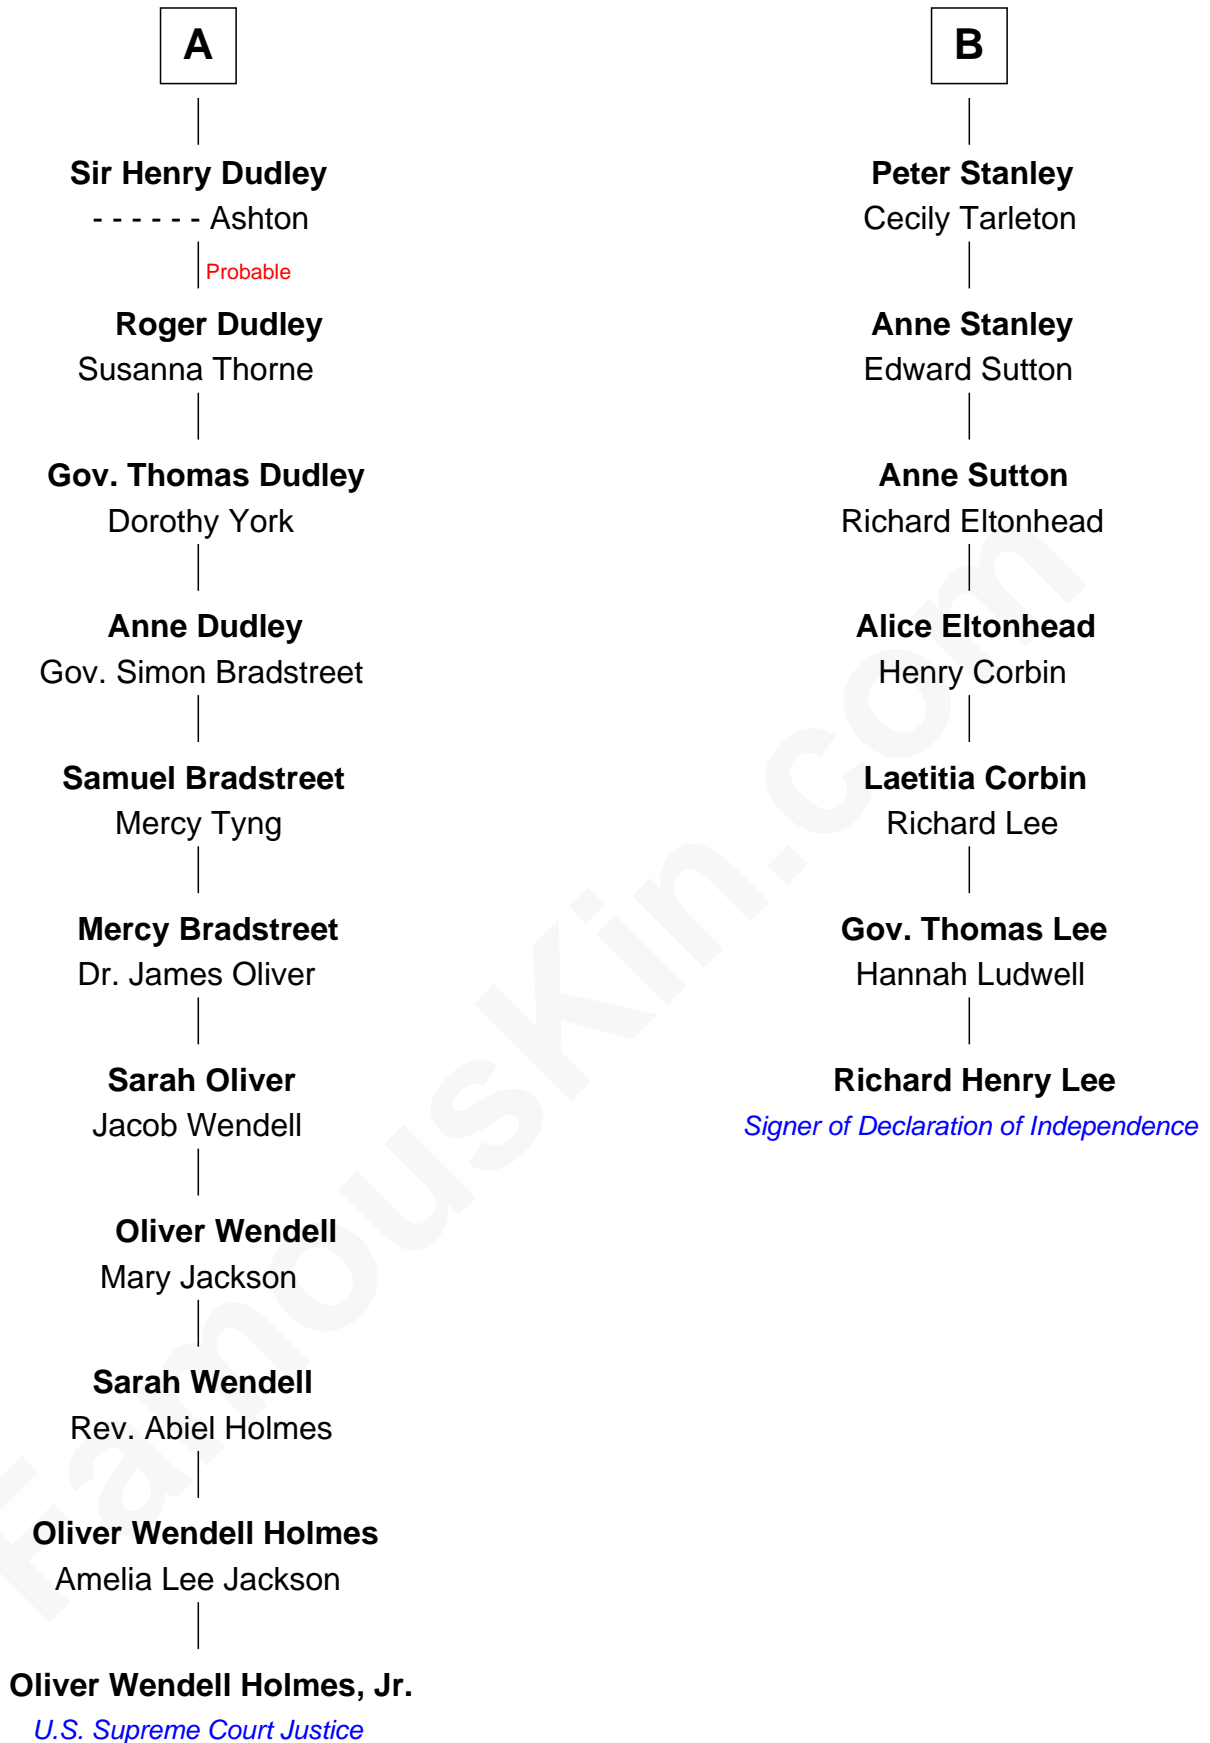 A
Sir Henry Dudley
- - - - - - Ashton
Probable
Roger Dudley
Susanna Thorne
Gov. Thomas Dudley
Dorothy York
Anne Dudley
Gov. Simon Bradstreet
Samuel Bradstreet
Mercy Tyng
Mercy Bradstreet
Dr. James Oliver
Sarah Oliver
Jacob Wendell
Oliver Wendell
Mary Jackson
Sarah Wendell
Rev. Abiel Holmes
Oliver Wendell Holmes
Amelia Lee Jackson
Oliver Wendell Holmes, Jr.
U.S. Supreme Court Justice
B
Peter Stanley
Cecily Tarleton
Anne Stanley
Edward Sutton
Anne Sutton
Richard Eltonhead
Alice Eltonhead
Henry Corbin
Laetitia Corbin
Richard Lee
Gov. Thomas Lee
Hannah Ludwell
Richard Henry Lee
Signer of Declaration of Independence
FamousKin.com